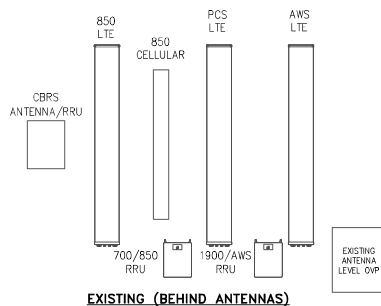 850
LTE
850
CELLULAR
PCS
LTE
AWS
LTE
CBRS
ANTENNA/RRU
700/850
RRU
1900/AWS
RRU
EXISTING
ANTENNA
LEVEL OVP
EXISTING (BEHIND ANTENNAS)